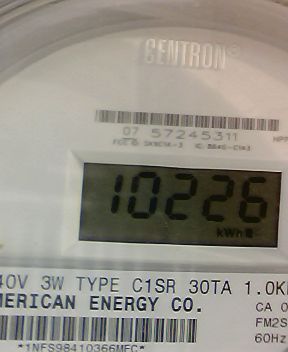 CENTRON®
07 57245311
10226
kWh
40V 3W TYPE C1SR 30TA 1.0K
MERICAN ENERGY CO.
CA 0
FM2S
60Hz
*1NFS98410366MFC*